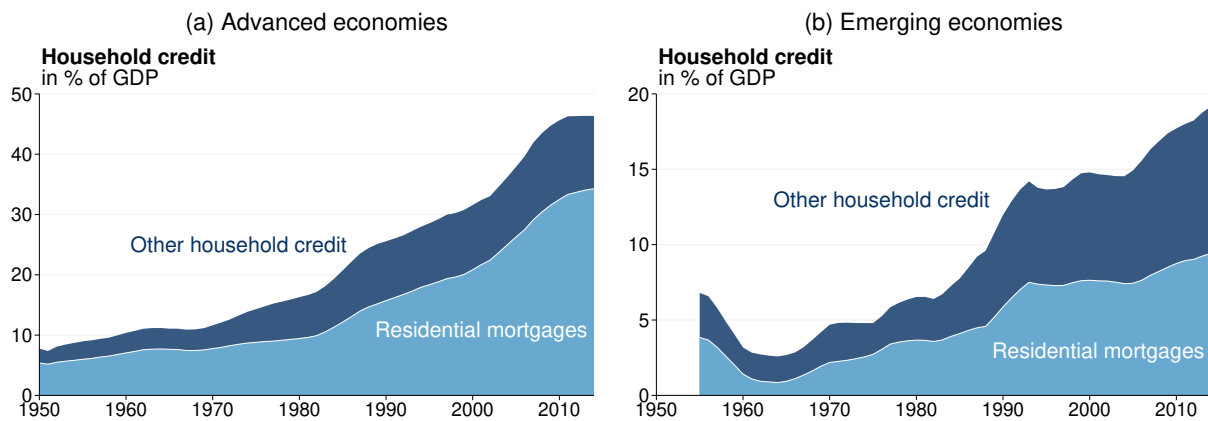 (a) Advanced economies
Household credit
in % of GDP
50
40
30
20
10
0
Other household credit
Residential mortgages
1950 1960 1970 1980 1990 2000 2010
(b) Emerging economies
Household credit
in % of GDP
20
15
10
5
0
Other household credit
Residential mortgages
1950 1960 1970 1980 1990 2000 2010